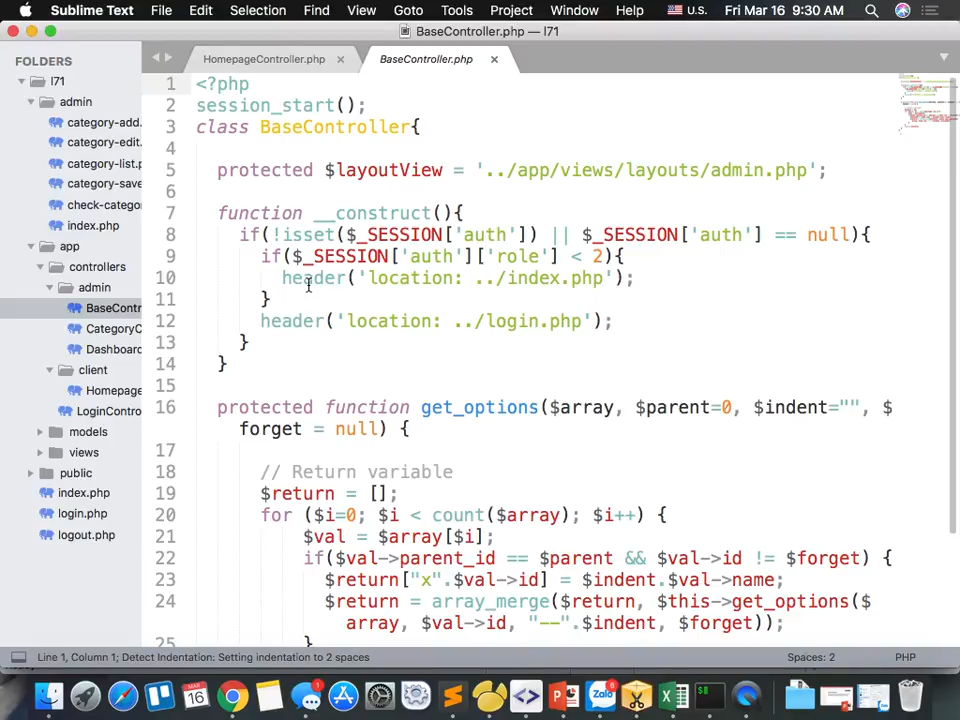 Sublime Text File Edit Selection Find View Goto Tools Project Window Help U.S. Fri Mar 16 9:30 AM
BaseController.php — l71
FOLDERS
l71
admin
category-add.
category-edit.
category-list.p
category-save
check-catego
index.php
app
controllers
admin
BaseContr
CategoryC
Dashboard
client
Homepage
LoginContro
models
views
public
index.php
login.php
logout.php
HomepageController.php
BaseController.php
1 <?php
2 session_start();
3 class BaseController{
4
5 protected $layoutView = '../app/views/layouts/admin.php';
6
7 function __construct(){
8 if(!isset($_SESSION['auth']) || $_SESSION['auth'] == null){
9 if($_SESSION['auth']['role'] < 2){
10 header('location: ../index.php');
11 }
12 header('location: ../login.php');
13 }
14 }
15
16 protected function get_options($array, $parent=0, $indent="", $
forget = null) {
17
18 // Return variable
19 $return = [];
20 for ($i=0; $i < count($array); $i++) {
21 $val = $array[$i];
22 if($val->parent_id == $parent && $val->id != $forget) {
23 $return["x".$val->id] = $indent.$val->name;
24 $return = array_merge($return, $this->get_options($
array, $val->id, "--".$indent, $forget));
25 }
Line 1, Column 1; Detect Indentation: Setting indentation to 2 spaces Spaces: 2 PHP
MAR
16
1
6
Zalo